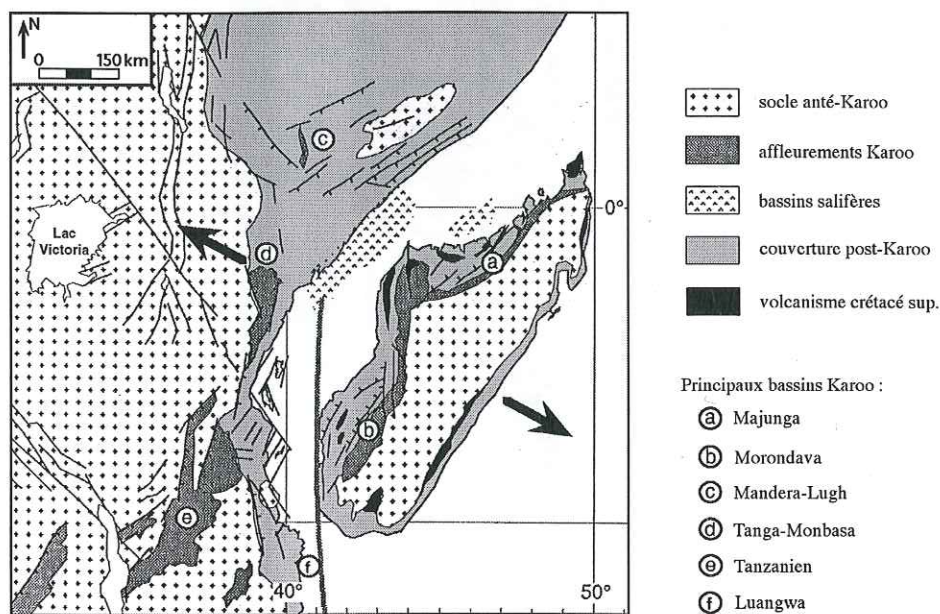 N
0 150 km
Lac
Victoria
c
d
a
b
e
f
0°
40°
50°
socle anté-Karoo
affleurements Karoo
bassins salifères
couverture post-Karoo
volcanisme crétacé sup.
Principaux bassins Karoo :
a Majunga
b Morondava
c Mandera-Lugh
d Tanga-Monbasa
e Tanzanien
f Luangwa